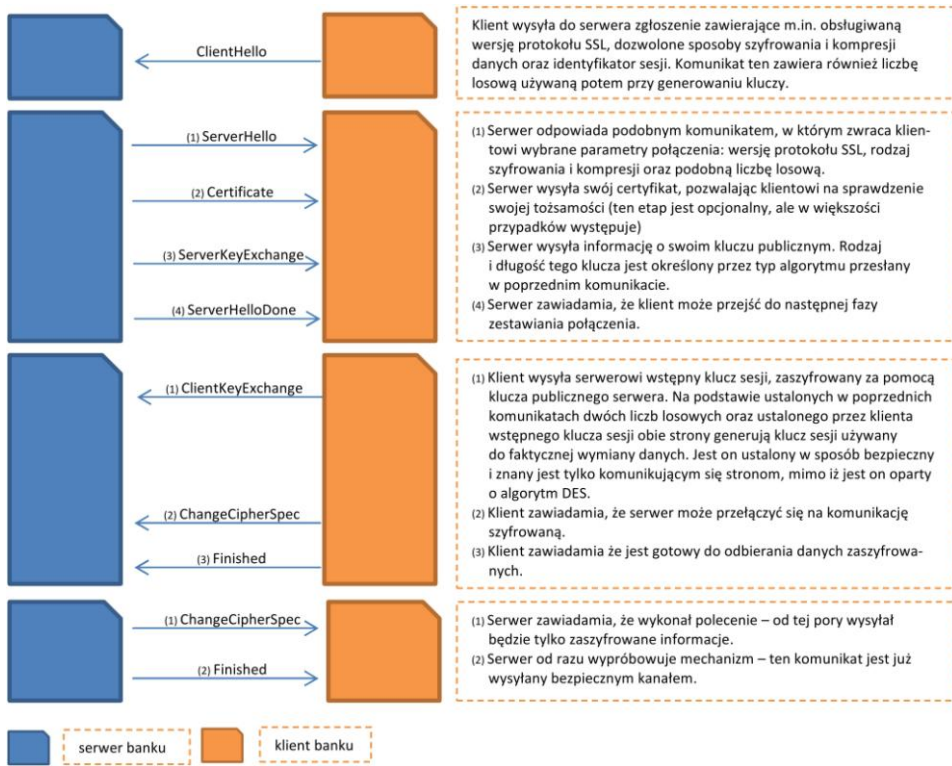 ClientHello
Klient wysyła do serwera zgłoszenie zawierające m.in. obsługiwaną
wersję protokołu SSL, dozwolone sposoby szyfrowania i kompresji
danych oraz identyfikator sesji. Komunikat ten zawiera również liczbę
losową używaną potem przy generowaniu kluczy.
(1) ServerHello
(2) Certificate
(3) ServerKeyExchange
(4) ServerHelloDone
(1) Serwer odpowiada podobnym komunikatem, w którym zwraca klien-
towi wybrane parametry połączenia: wersję protokołu SSL, rodzaj
szyfrowania i kompresji oraz podobną liczbę losową.
(2) Serwer wysyła swój certyfikat, pozwalając klientowi na sprawdzenie
swojej tożsamości (ten etap jest opcjonalny, ale w większości
przypadków występuje)
(3) Serwer wysyła informację o swoim kluczu publicznym. Rodzaj
i długość tego klucza jest określony przez typ algorytmu przesłany
w poprzednim komunikacie.
(4) Serwer zawiadamia, że klient może przejść do następnej fazy
zestawiania połączenia.
(1) ClientKeyExchange
(2) ChangeCipherSpec
(3) Finished
(1) Klient wysyła serwerowi wstępny klucz sesji, zaszyfrowany za pomocą
klucza publicznego serwera. Na podstawie ustalonych w poprzednich
komunikatach dwóch liczb losowych oraz ustalonego przez klienta
wstępnego klucza sesji obie strony generują klucz sesji używany
do faktycznej wymiany danych. Jest on ustalony w sposób bezpieczny
i znany jest tylko komunikującym się stronom, mimo iż jest on oparty
o algorytm DES.
(2) Klient zawiadamia, że serwer może przełączyć się na komunikację
szyfrowaną.
(3) Klient zawiadamia że jest gotowy do odbierania danych zaszyfrowa-
nych.
(1) ChangeCipherSpec
(2) Finished
(1) Serwer zawiadamia, że wykonał polecenie – od tej pory wysyłał
będzie tylko zaszyfrowane informacje.
(2) Serwer od razu wypróbowuje mechanizm – ten komunikat jest już
wysyłany bezpiecznym kanałem.
serwer banku
klient banku